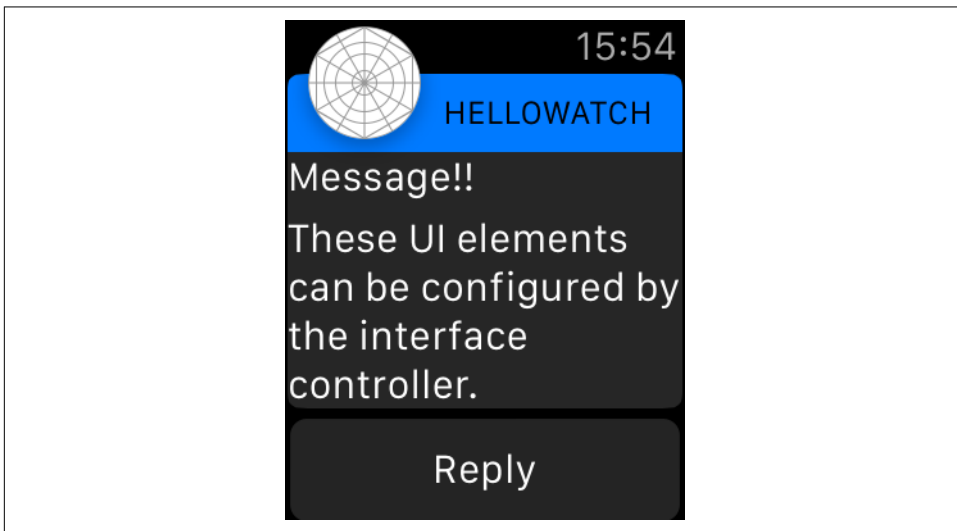 15:54
HELLOWATCH
Message!!
These UI elements
can be configured by
the interface
controller.
Reply